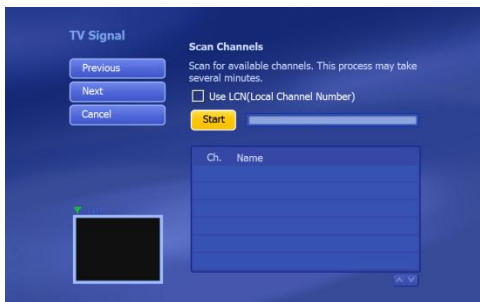 TV Signal
Previous
Next
Cancel
Scan Channels
Scan for available channels. This process may take
several minutes.
Use LCN(Local Channel Number)
Start
Ch. Name